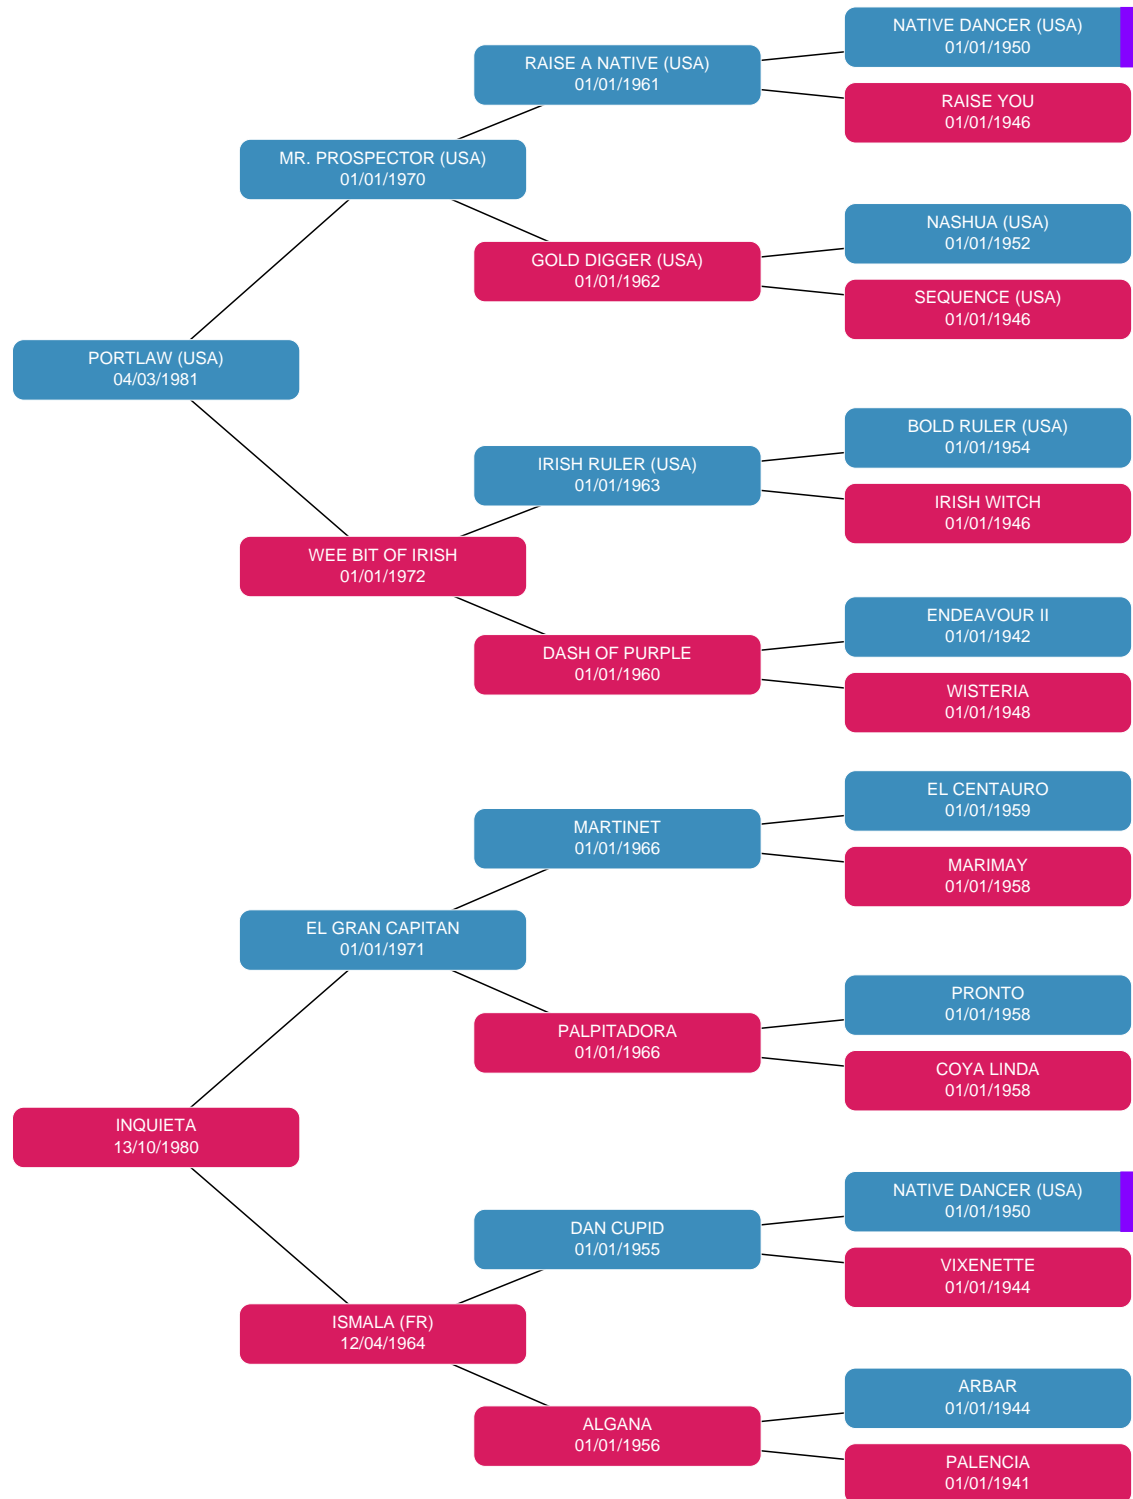 NATIVE DANCER (USA)
01/01/1950
RAISE A NATIVE (USA)
01/01/1961
RAISE YOU
01/01/1946
MR. PROSPECTOR (USA)
01/01/1970
NASHUA (USA)
01/01/1952
GOLD DIGGER (USA)
01/01/1962
SEQUENCE (USA)
01/01/1946
PORTLAW (USA)
04/03/1981
BOLD RULER (USA)
01/01/1954
IRISH RULER (USA)
01/01/1963
IRISH WITCH
01/01/1946
WEE BIT OF IRISH
01/01/1972
ENDEAVOUR II
01/01/1942
DASH OF PURPLE
01/01/1960
WISTERIA
01/01/1948
EL CENTAURO
01/01/1959
MARTINET
01/01/1966
MARIMAY
01/01/1958
EL GRAN CAPITAN
01/01/1971
PRONTO
01/01/1958
PALPITADORA
01/01/1966
COYA LINDA
01/01/1958
INQUIETA
13/10/1980
NATIVE DANCER (USA)
01/01/1950
DAN CUPID
01/01/1955
VIXENETTE
01/01/1944
ISMALA (FR)
12/04/1964
ARBAR
01/01/1944
ALGANA
01/01/1956
PALENCIA
01/01/1941